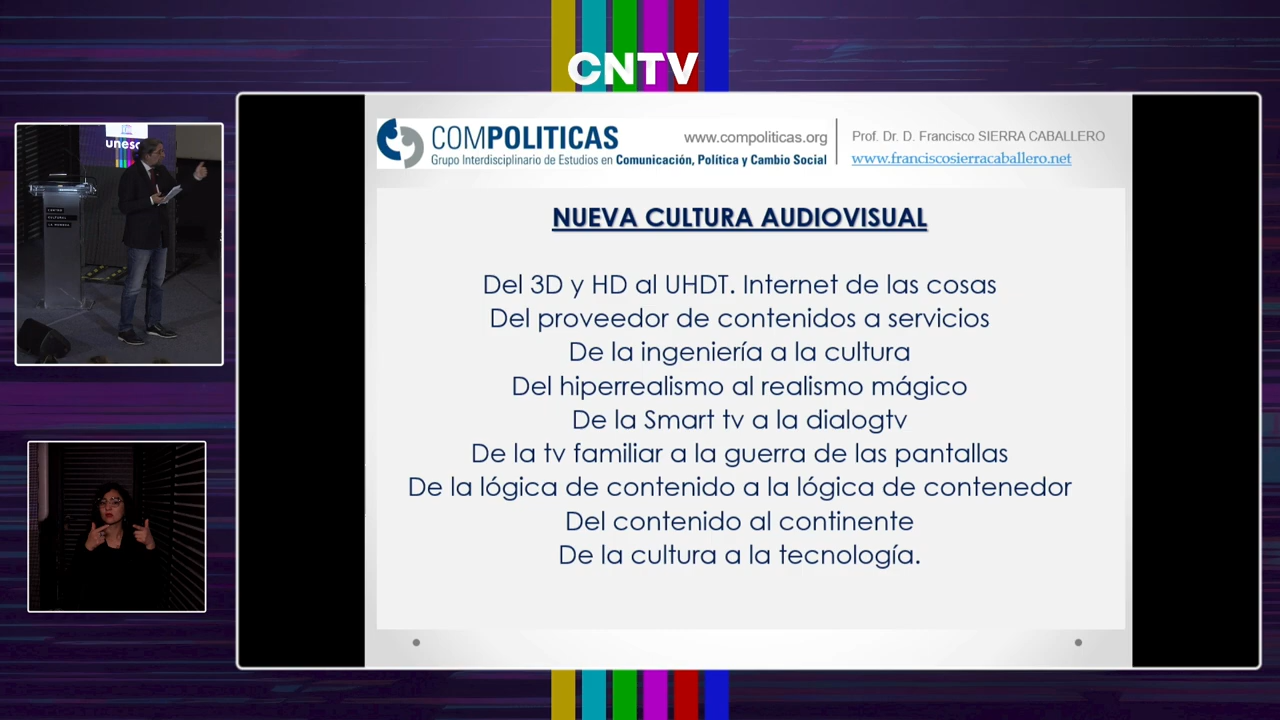 CNTV
COMPOLITICAS
Grupo Interdisciplinario de Estudios en Comunicación, Política y Cambio Social
www.compoliticas.org
Prof. Dr. D. Francisco SIERRA CABALLERO
www.franciscosierracaballero.net
NUEVA CULTURA AUDIOVISUAL
Del 3D y HD al UHDT. Internet de las cosas
Del proveedor de contenidos a servicios
De la ingeniería a la cultura
Del hiperrealismo al realismo mágico
De la Smart tv a la dialogtv
De la tv familiar a la guerra de las pantallas
De la lógica de contenido a la lógica de contenedor
Del contenido al continente
De la cultura a la tecnología.
CENTRO
CULTURAL
LA MONEDA